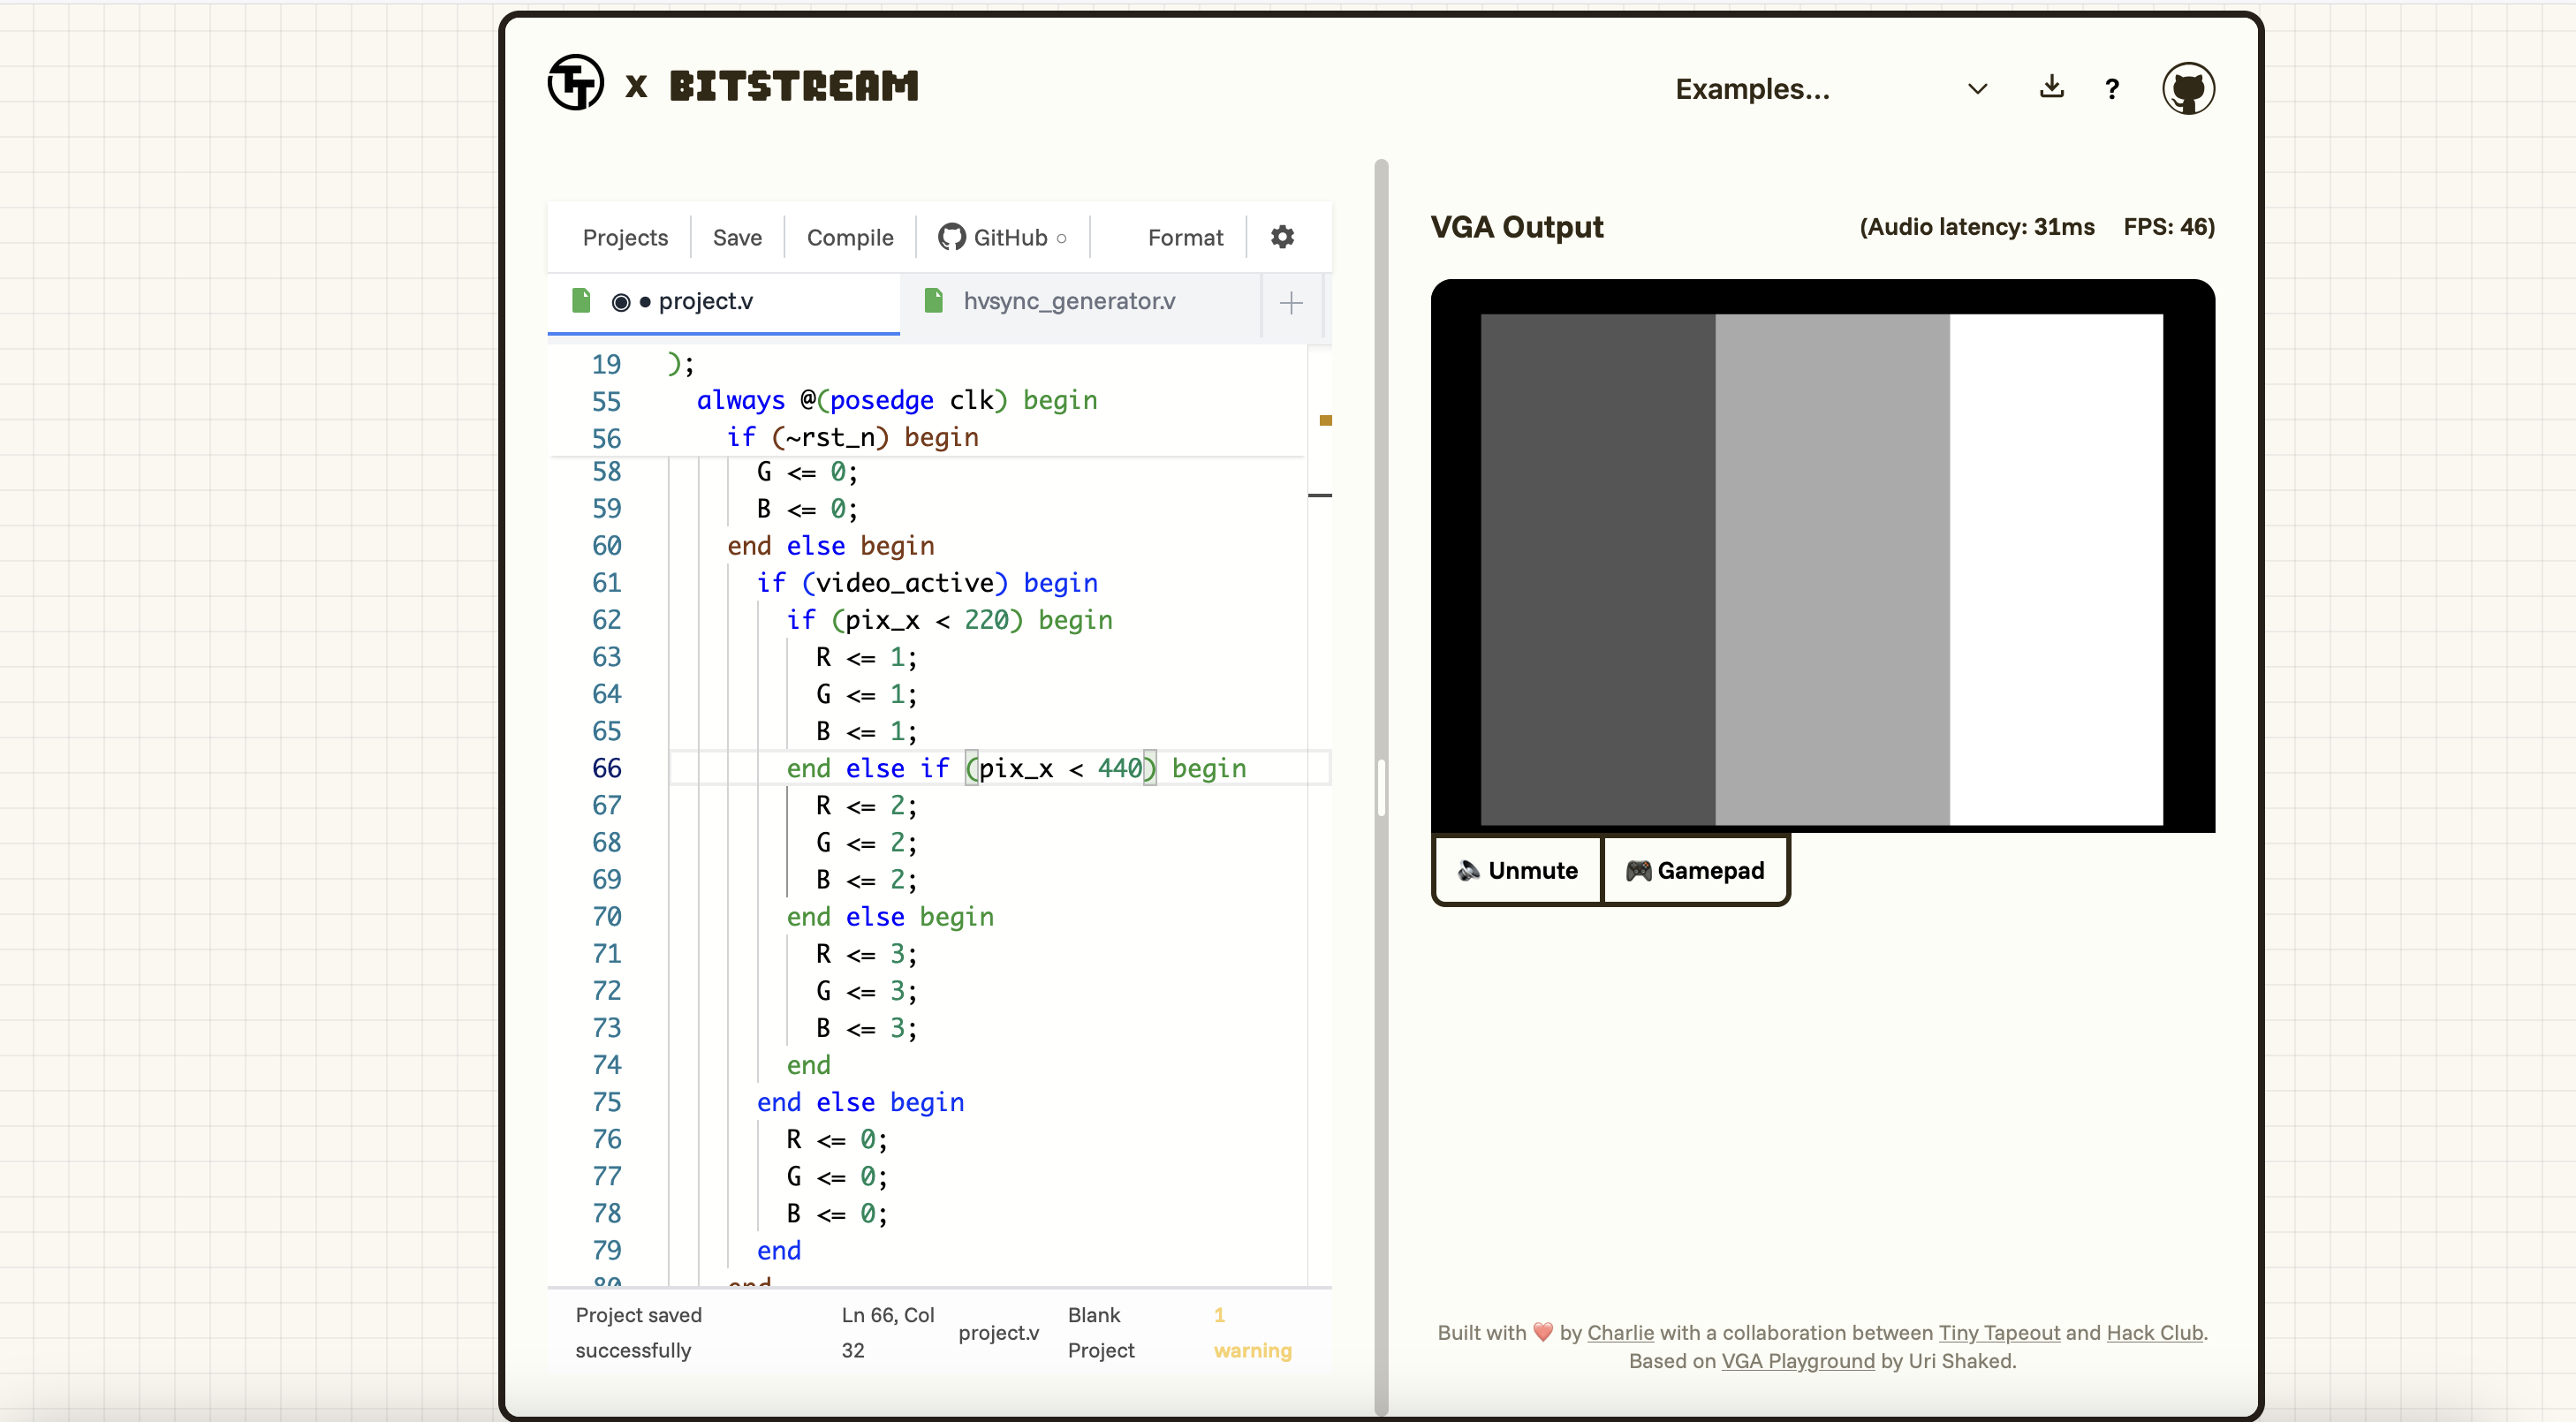 TT x BITSTREAM
Examples...
?
Projects
Save
Compile
GitHub ○
Format
◉ ● project.v
hvsync_generator.v
19 );
55 always @(posedge clk) begin
56 if (~rst_n) begin
58 G <= 0;
59 B <= 0;
60 end else begin
61 if (video_active) begin
62 if (pix_x < 220) begin
63 R <= 1;
64 G <= 1;
65 B <= 1;
66 end else if (pix_x < 440) begin
67 R <= 2;
68 G <= 2;
69 B <= 2;
70 end else begin
71 R <= 3;
72 G <= 3;
73 B <= 3;
74 end
75 end else begin
76 R <= 0;
77 G <= 0;
78 B <= 0;
79 end
80 end
Project saved successfully
Ln 66, Col 32
project.v
Blank Project
1 warning
VGA Output
(Audio latency: 31ms FPS: 46)
Unmute
Gamepad
Built with ❤️ by Charlie with a collaboration between Tiny Tapeout and Hack Club.
Based on VGA Playground by Uri Shaked.